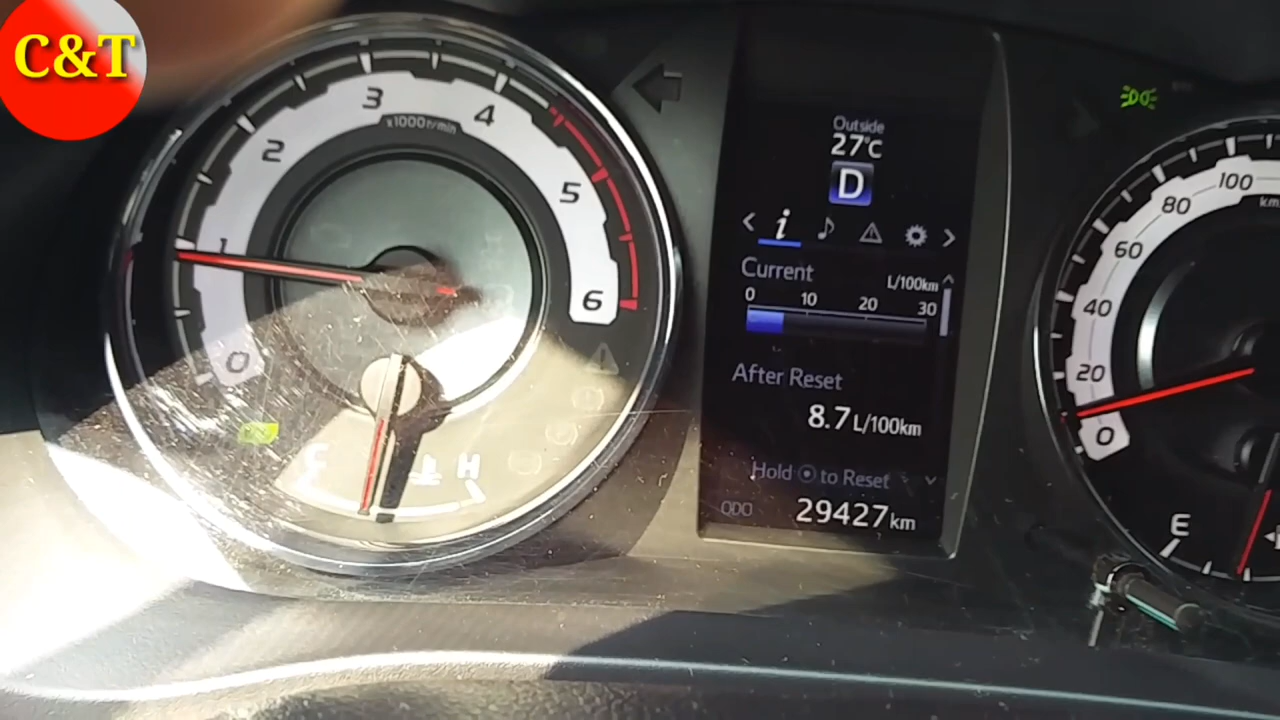 C&T
0
1
2
3
4
5
6
x1000r/min
C
H
Outside
27°C
D
i
Current
L/100km
0 10 20 30
After Reset
8.7 L/100km
Hold to Reset
ODO 29427 km
0
20
40
60
80
100
km
E